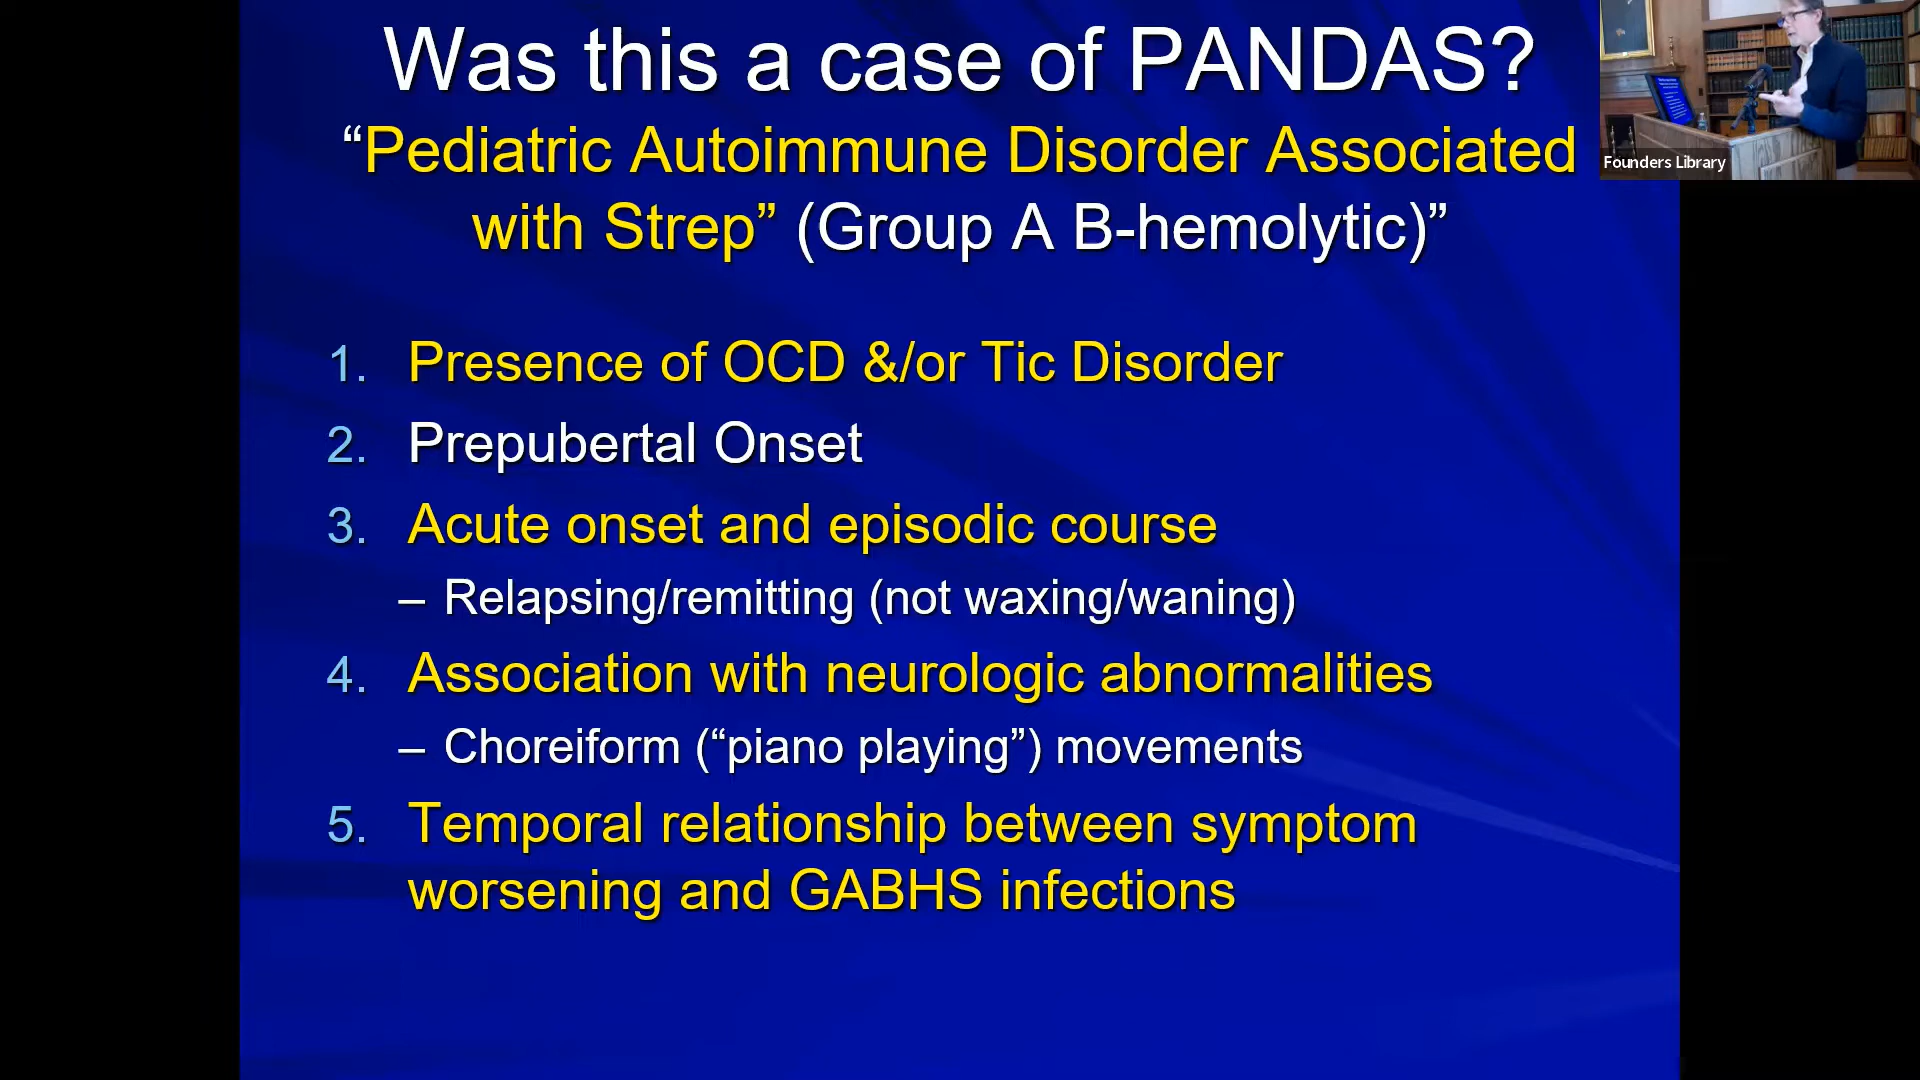 Was this a case of PANDAS?
“Pediatric Autoimmune Disorder Associated
with Strep” (Group A B-hemolytic)”
Founders Library
1. Presence of OCD &/or Tic Disorder
2. Prepubertal Onset
3. Acute onset and episodic course
– Relapsing/remitting (not waxing/waning)
4. Association with neurologic abnormalities
– Choreiform (“piano playing”) movements
5. Temporal relationship between symptom
worsening and GABHS infections